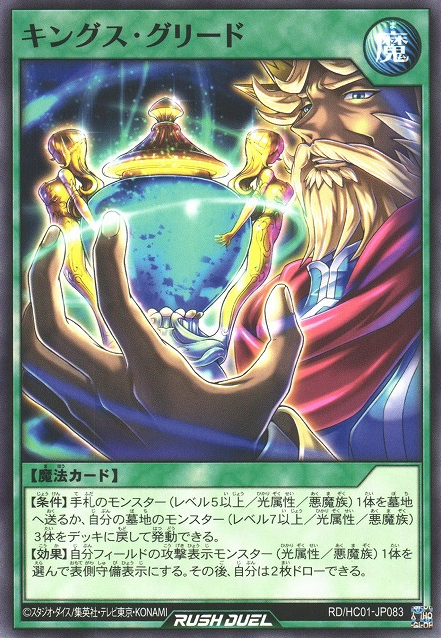 キングス・グリード
魔
【魔法カード】
【条件】手札のモンスター（レベル５以上／光属性／悪魔族）１体を墓地
へ送るか、自分の墓地のモンスター（レベル７以上／光属性／悪魔族）
３体をデッキに戻して発動できる。
【効果】自分フィールドの攻撃表示モンスター（光属性／悪魔族）１体を
選んで表側守備表示にする。その後、自分は２枚ドローできる。
©スタジオ・ダイス/集英社・テレビ東京・KONAMI
RUSH DUEL
RD/HC01-JP083